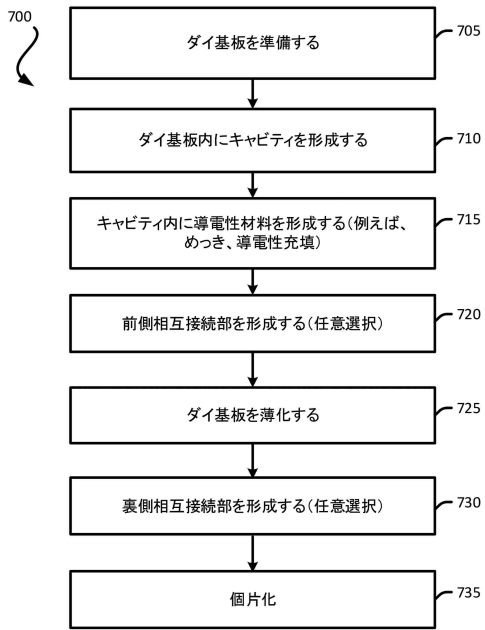 700
ダイ基板を準備する
705
ダイ基板内にキャビティを形成する
710
キャビティ内に導電性材料を形成する(例えば、
めっき、導電性充填)
715
前側相互接続部を形成する(任意選択)
720
ダイ基板を薄化する
725
裏側相互接続部を形成する(任意選択)
730
個片化
735